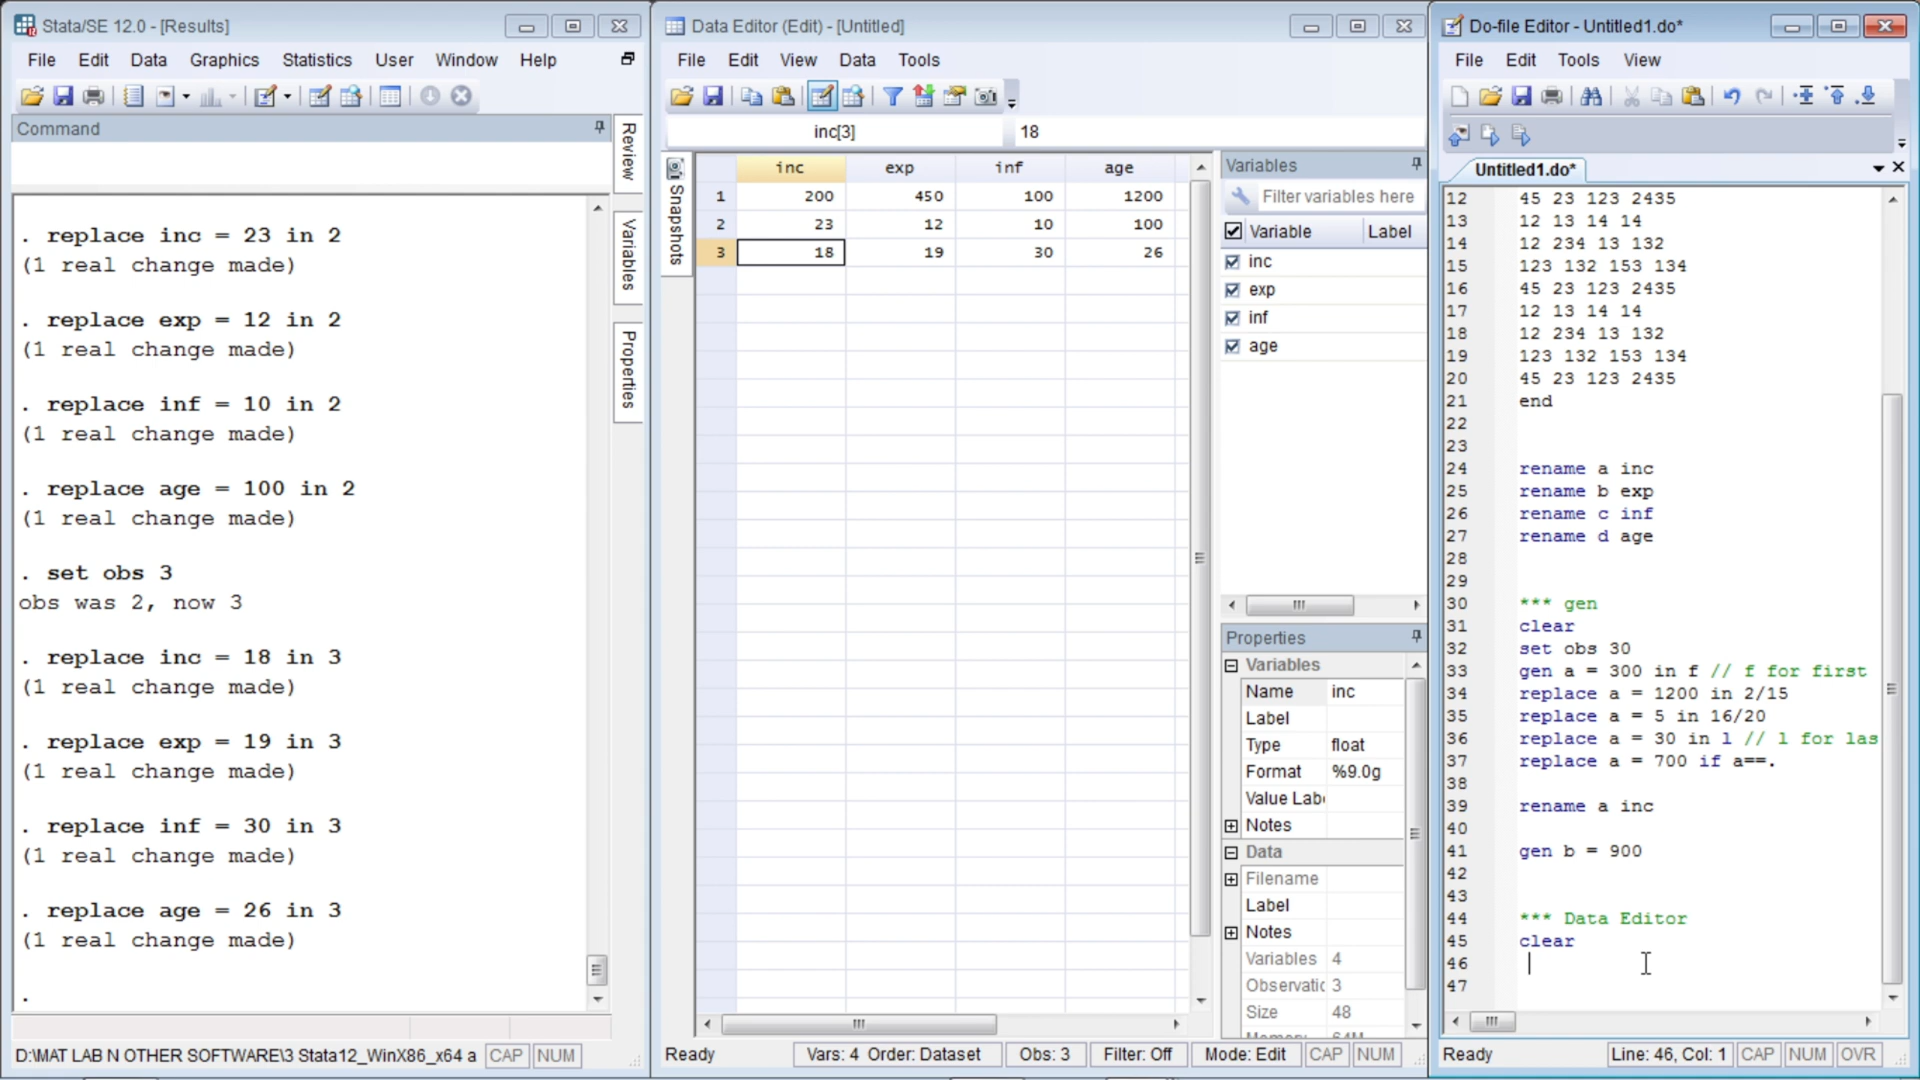 Stata/SE 12.0 - [Results]
File Edit Data Graphics Statistics User Window Help
Command
Review
Variables
Properties
. replace inc = 23 in 2
(1 real change made)
. replace exp = 12 in 2
(1 real change made)
. replace inf = 10 in 2
(1 real change made)
. replace age = 100 in 2
(1 real change made)
. set obs 3
obs was 2, now 3
. replace inc = 18 in 3
(1 real change made)
. replace exp = 19 in 3
(1 real change made)
. replace inf = 30 in 3
(1 real change made)
. replace age = 26 in 3
(1 real change made)
.
D:\MAT LAB N OTHER SOFTWARE\3 Stata12_WinX86_x64 a CAP NUM
Data Editor (Edit) - [Untitled]
File Edit View Data Tools
inc[3] 18
Snapshots
inc exp inf age
1 200 450 100 1200
2 23 12 10 100
3 18 19 30 26
Variables
Filter variables here
Variable Label
inc
exp
inf
age
Properties
Variables
Name inc
Label
Type float
Format %9.0g
Value Lab
Notes
Data
Filename
Label
Notes
Variables 4
Observatic 3
Size 48
Ready Vars: 4 Order: Dataset Obs: 3 Filter: Off Mode: Edit CAP NUM
Do-file Editor - Untitled1.do*
File Edit Tools View
Untitled1.do*
12 45 23 123 2435
13 12 13 14 14
14 12 234 13 132
15 123 132 153 134
16 45 23 123 2435
17 12 13 14 14
18 12 234 13 132
19 123 132 153 134
20 45 23 123 2435
21 end
22
23
24 rename a inc
25 rename b exp
26 rename c inf
27 rename d age
28
29
30 *** gen
31 clear
32 set obs 30
33 gen a = 300 in f // f for first
34 replace a = 1200 in 2/15
35 replace a = 5 in 16/20
36 replace a = 30 in l // l for las
37 replace a = 700 if a==.
38
39 rename a inc
40
41 gen b = 900
42
43
44 *** Data Editor
45 clear
46
47
Ready Line: 46, Col: 1 CAP NUM OVR